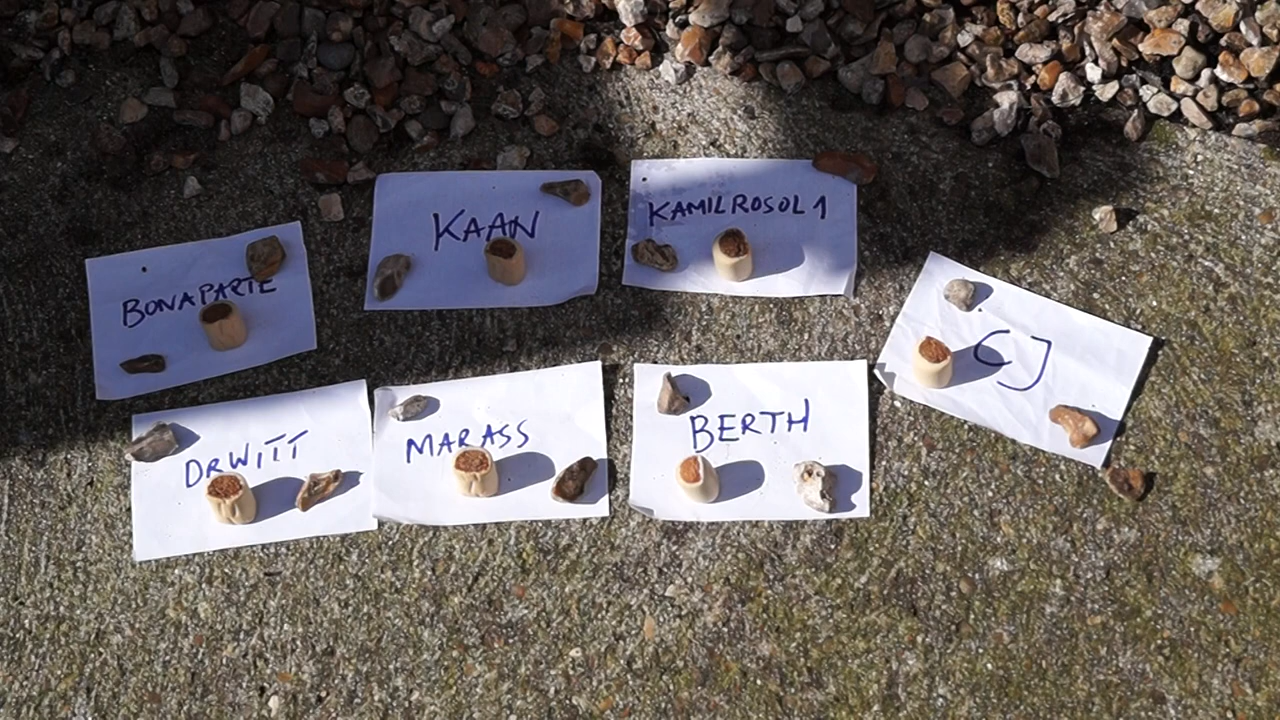 BONAPARTE
KAAN
KAMILROSOL1
CJ
DRWITT
MARASS
BERTH